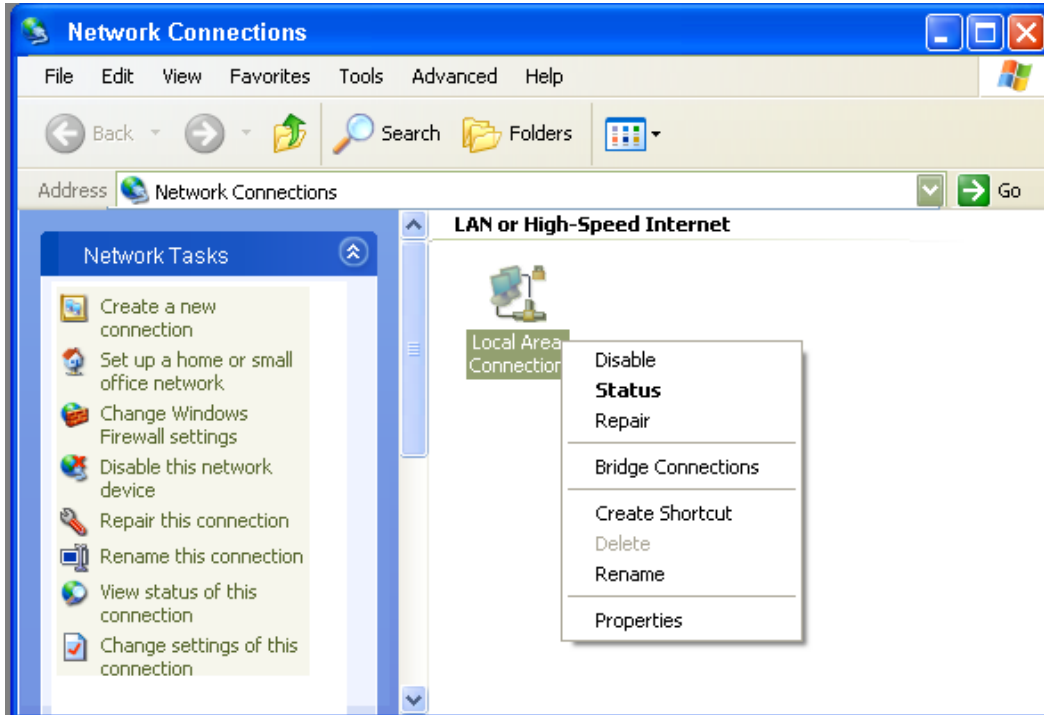 Network Connections
File Edit View Favorites Tools Advanced Help
Back Search Folders
Address Network Connections Go
Network Tasks
Create a new
connection
Set up a home or small
office network
Change Windows
Firewall settings
Disable this network
device
Repair this connection
Rename this connection
View status of this
connection
Change settings of this
connection
LAN or High-Speed Internet
Local Area
Connection
Disable
Status
Repair
Bridge Connections
Create Shortcut
Delete
Rename
Properties